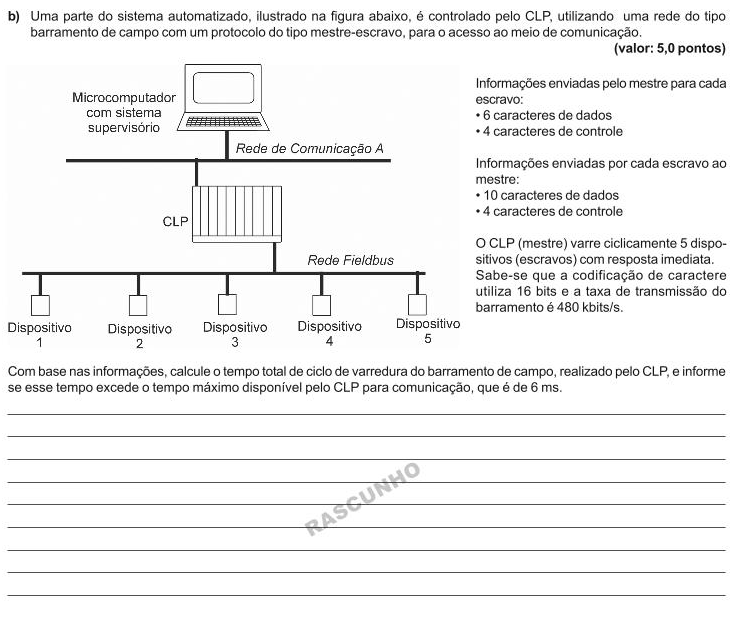 b) Uma parte do sistema automatizado, ilustrado na figura abaixo, é controlado pelo CLP, utilizando uma rede do tipo
barramento de campo com um protocolo do tipo mestre-escravo, para o acesso ao meio de comunicação.
(valor: 5,0 pontos)
Microcomputador
com sistema
supervisório
Rede de Comunicação A
CLP
Rede Fieldbus
Dispositivo
1
Dispositivo
2
Dispositivo
3
Dispositivo
4
Dispositivo
5
Informações enviadas pelo mestre para cada
escravo:
• 6 caracteres de dados
• 4 caracteres de controle
Informações enviadas por cada escravo ao
mestre:
• 10 caracteres de dados
• 4 caracteres de controle
O CLP (mestre) varre ciclicamente 5 dispo-
sitivos (escravos) com resposta imediata.
Sabe-se que a codificação de caractere
utiliza 16 bits e a taxa de transmissão do
barramento é 480 kbits/s.
Com base nas informações, calcule o tempo total de ciclo de varredura do barramento de campo, realizado pelo CLP, e informe
se esse tempo excede o tempo máximo disponível pelo CLP para comunicação, que é de 6 ms.
RASCUNHO